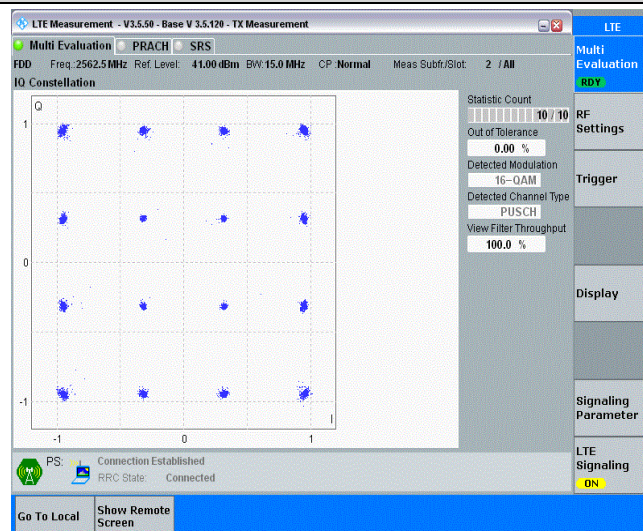 LTE Measurement - V3.5.50 - Base V 3.5.120 - TX Measurement
LTE
Multi Evaluation PRACH SRS
FDD Freq.:2562.5 MHz Ref. Level: 41.00 dBm BW:15.0 MHz CP :Normal Meas Subfr./Slot: 2 / All
IQ Constellation
Q
1
0
-1
-1 0 1
I
Statistic Count
10 / 10
Out of Tolerance
0.00 %
Detected Modulation
16-QAM
Detected Channel Type
PUSCH
View Filter Throughput
100.0 %
Multi
Evaluation
RDY
RF
Settings
Trigger
Display
Signaling
Parameter
LTE
Signaling
ON
PS: Connection Established
RRC State: Connected
Go To Local
Show Remote
Screen